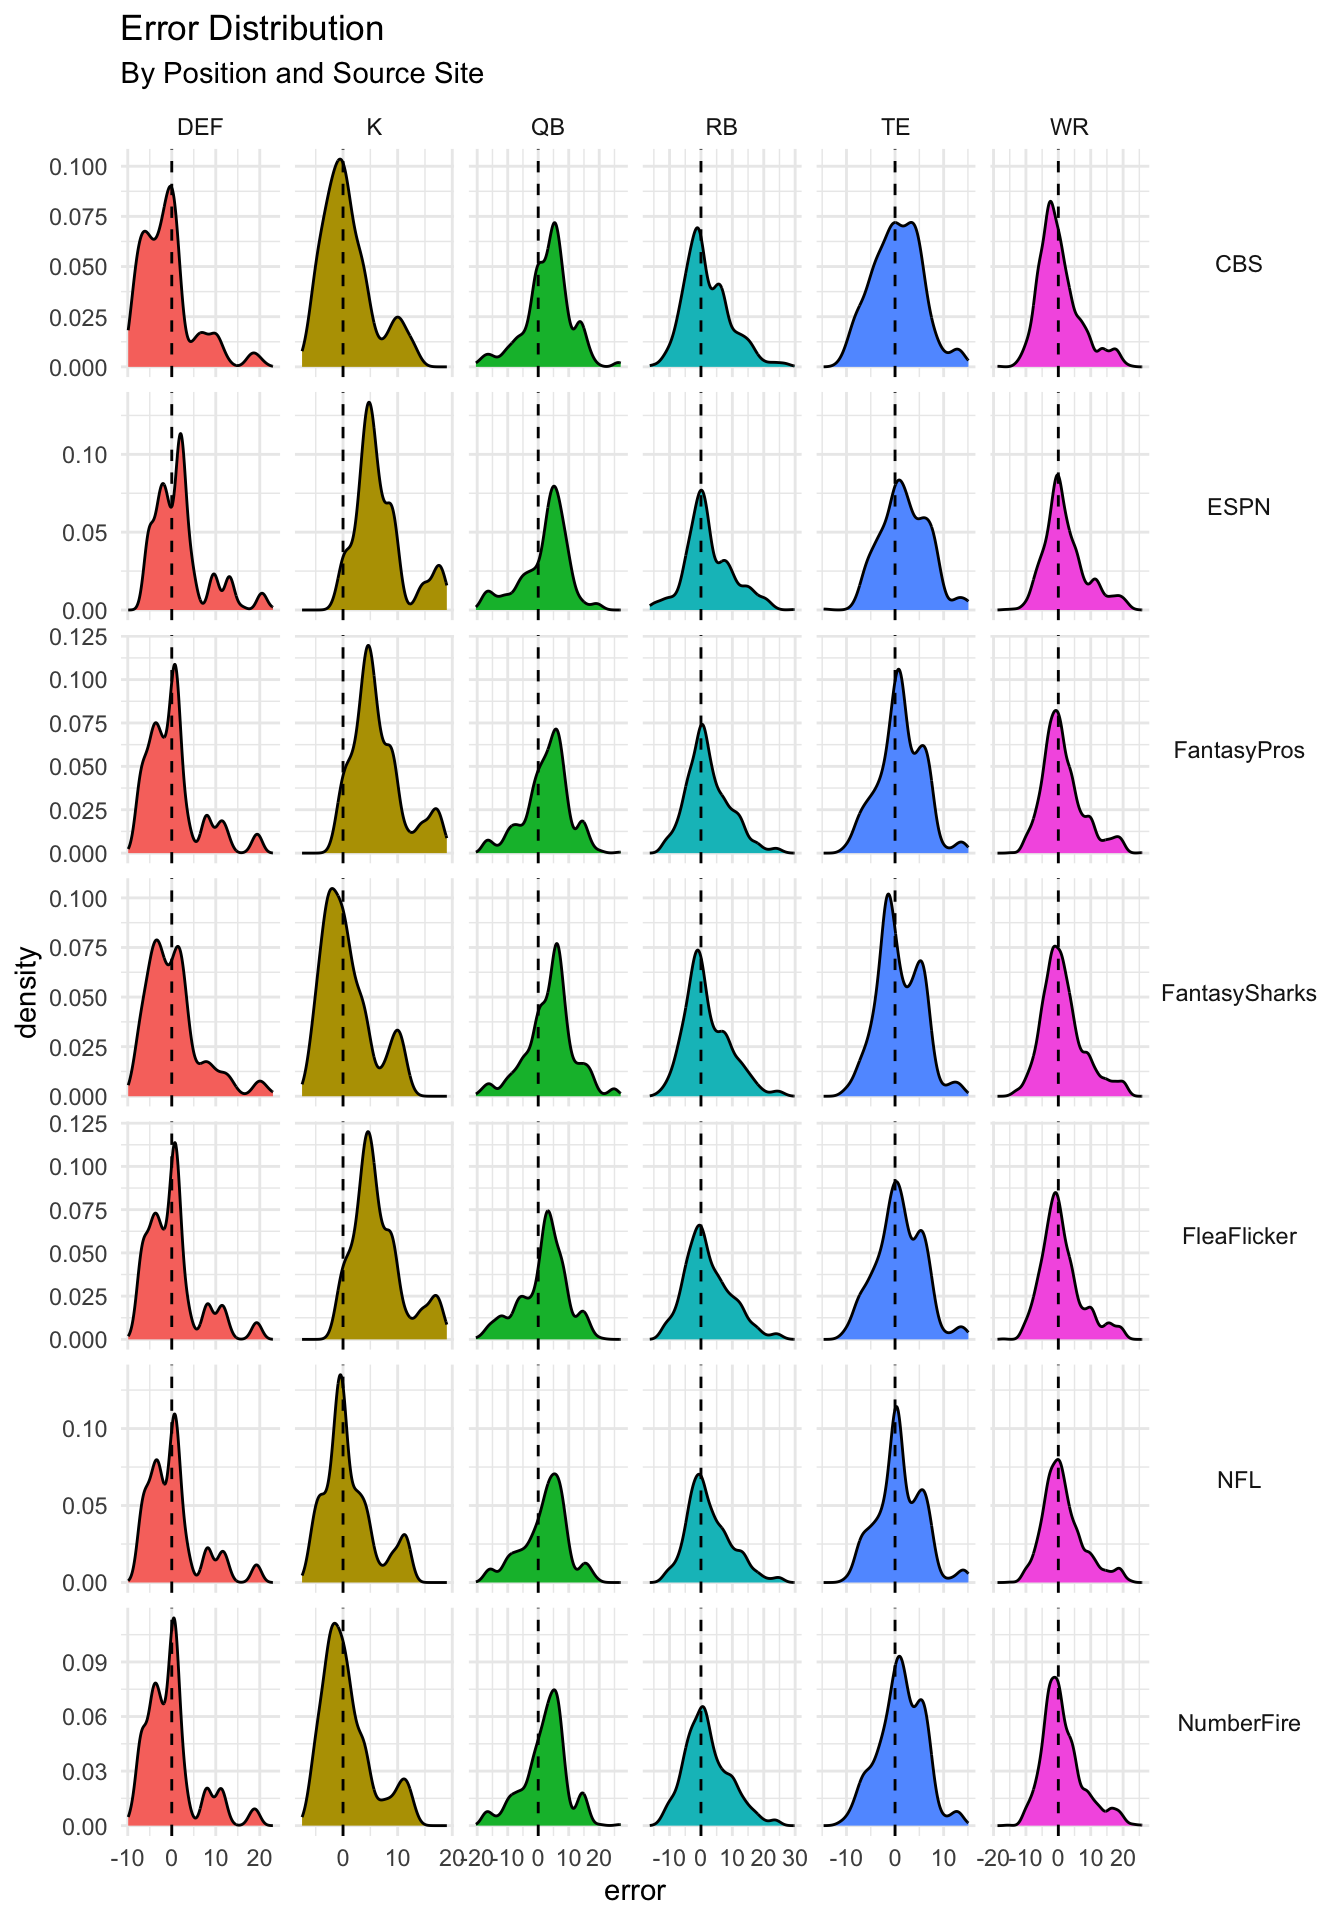 Error Distribution
By Position and Source Site
DEF K QB RB TE WR
0.100
0.075
0.050
0.025
0.000
CBS
0.10
0.05
0.00
ESPN
0.125
0.100
0.075
0.050
0.025
0.000
FantasyPros
0.100
0.075
0.050
0.025
0.000
FantasySharks
density
0.125
0.100
0.075
0.050
0.025
0.000
FleaFlicker
0.10
0.05
0.00
NFL
0.09
0.06
0.03
0.00
NumberFire
-10 0 10 20 0 10 20 -20 -10 0 10 20 -10 0 10 20 30 -10 0 10 -20 -10 0 10 20
error